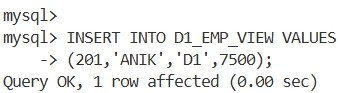 mysql>
mysql> INSERT INTO D1_EMP_VIEW VALUES
-> (201,'ANIK','D1',7500);
Query OK, 1 row affected (0.00 sec)